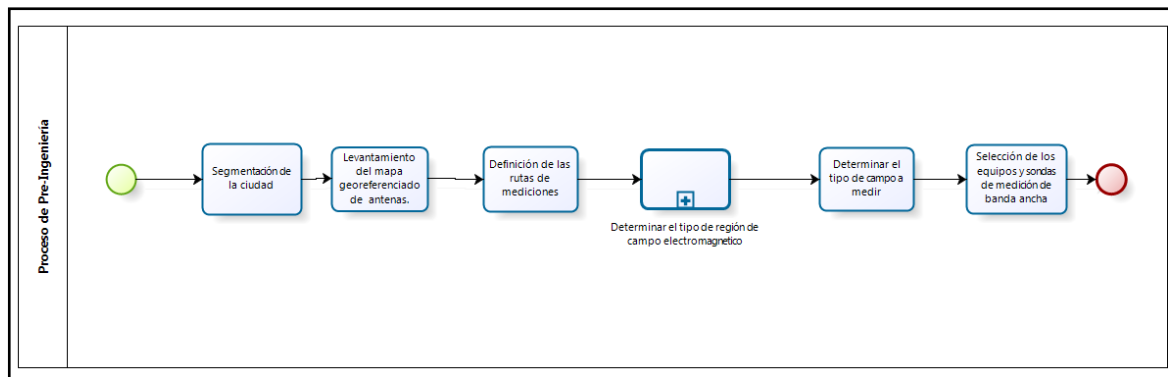 Proceso de Pre-Ingeniería
Segmentación de
la ciudad
Levantamiento
del mapa
georeferenciado
de antenas.
Definición de las
rutas de
mediciones
Determinar el tipo de región de
campo electromagnetico
Determinar el
tipo de campo a
medir
Selección de los
equipos y sondas
de medición de
banda ancha